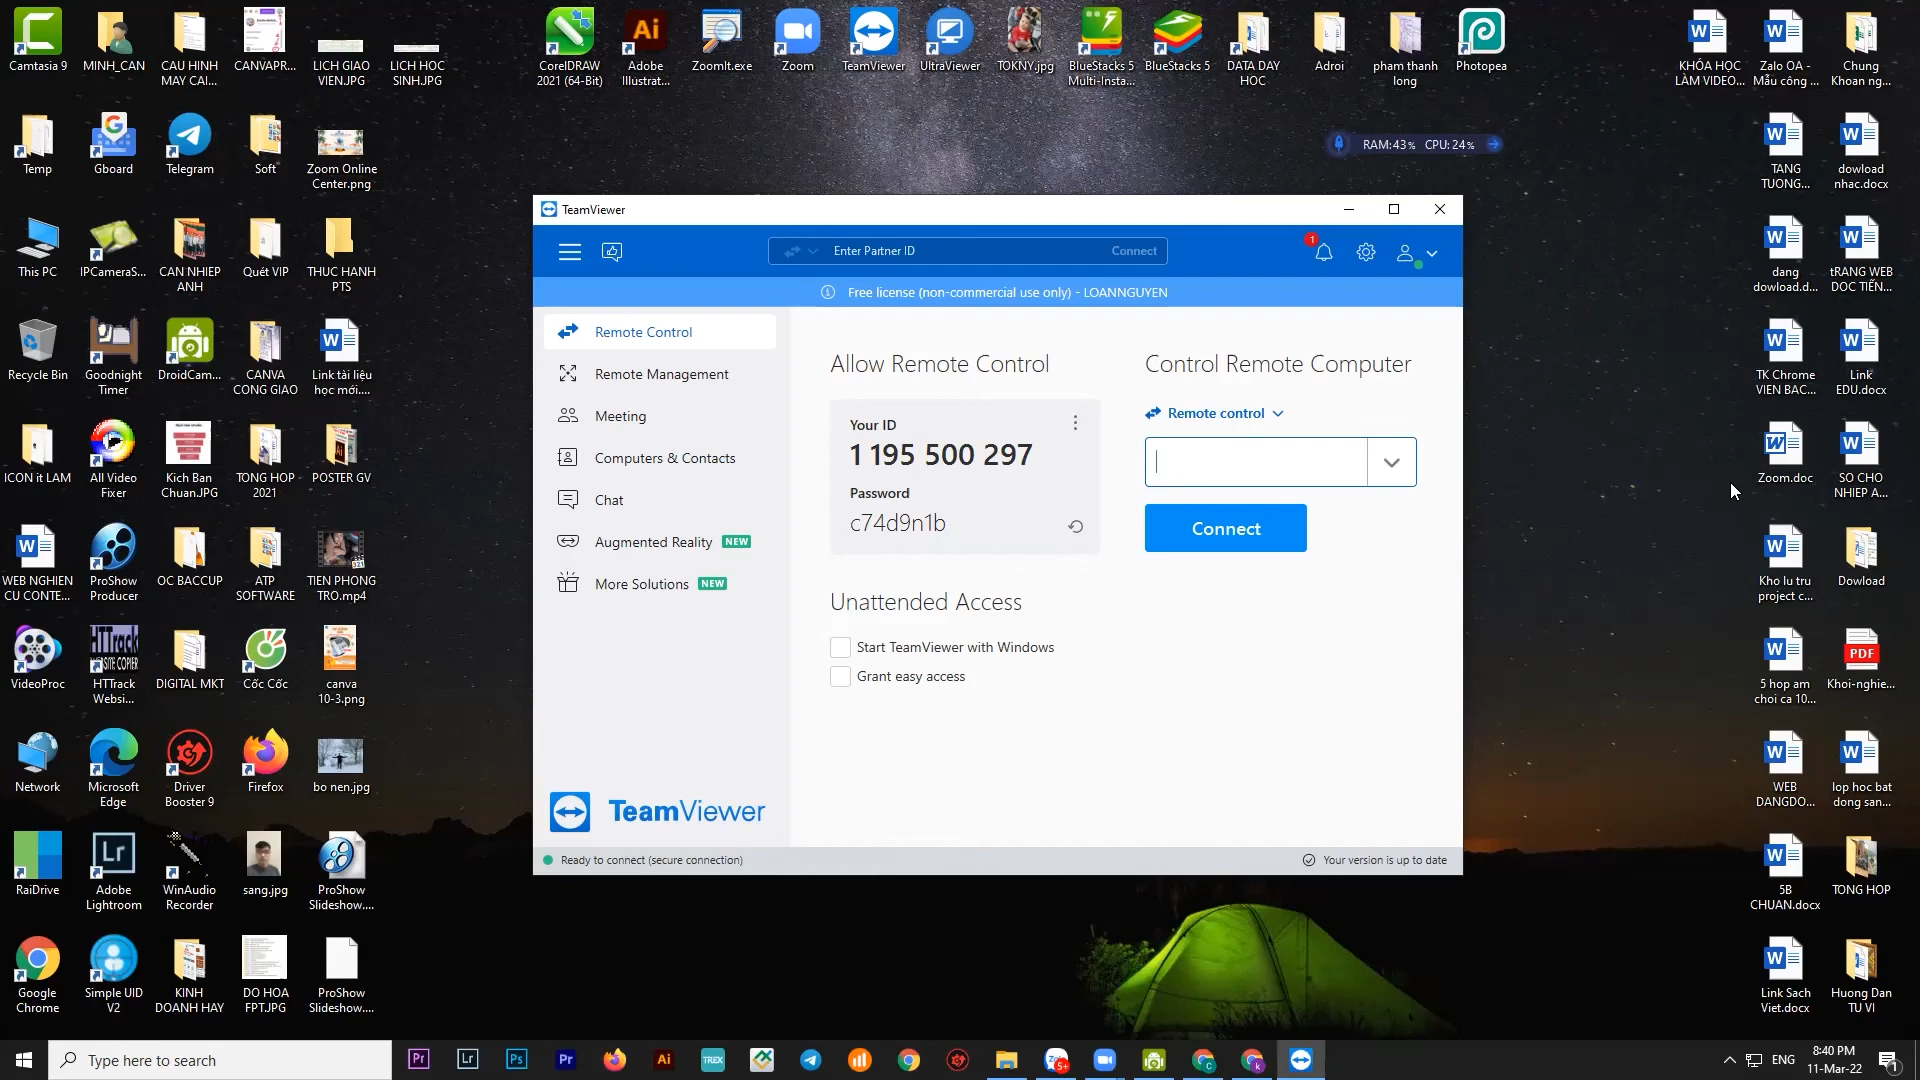 Camtasia 9
MINH_CAN
CAU HINH
MAY CAI...
CANVAPR...
LICH GIAO
VIEN.JPG
LICH HOC
SINH.JPG
CorelDRAW
2021 (64-Bit)
Adobe
Illustrat...
ZoomIt.exe
Zoom
TeamViewer
UltraViewer
TOKNY.jpg
BlueStacks 5
Multi-Insta...
BlueStacks 5
DATA DAY
HOC
Adroi
pham thanh
long
Photopea
KHÓA HỌC
LÀM VIDEO...
Zalo OA -
Mẫu công ...
Chung
Khoan ng...
Temp
Gboard
Telegram
Soft
Zoom Online
Center.png
RAM:43% CPU: 24%
TANG
TUONG...
dowload
nhac.docx
This PC
IPCameraS...
CAN NHIEP
ANH
Quét VIP
THUC HANH
PTS
dang
dowload.d...
tRANG WEB
DOC TIẾN...
Recycle Bin
Goodnight
Timer
DroidCam...
CANVA
CONG GIAO
Link tài liệu
học mới....
TK Chrome
VIEN BAC...
Link
EDU.docx
ICON it LAM
All Video
Fixer
Kich Ban
Chuan.JPG
TONG HOP
2021
POSTER GV
Zoom.doc
SO CHO
NHIEP A...
WEB NGHIEN
CU CONTE...
ProShow
Producer
OC BACCUP
ATP
SOFTWARE
TIEN PHONG
TRO.mp4
Kho lu tru
project c...
Dowload
VideoProc
HTTrack
Websi...
DIGITAL MKT
Cốc Cốc
canva
10-3.png
5 hop am
choi ca 10...
Khoi-nghie...
Network
Microsoft
Edge
Driver
Booster 9
Firefox
bo nen.jpg
WEB
DANGDO...
lop hoc bat
dong san...
RaiDrive
Adobe
Lightroom
WinAudio
Recorder
sang.jpg
ProShow
Slideshow....
5B
CHUAN.docx
TONG HOP
Google
Chrome
Simple UID
V2
KINH
DOANH HAY
DO HOA
FPT.JPG
ProShow
Slideshow....
Link Sach
Viet.docx
Huong Dan
TU VI
TeamViewer
Enter Partner ID
Connect
1
Free license (non-commercial use only) - LOANNGUYEN
Remote Control
Remote Management
Meeting
Computers & Contacts
Chat
Augmented Reality NEW
More Solutions NEW
TeamViewer
Allow Remote Control
Your ID
1 195 500 297
Password
c74d9n1b
Unattended Access
Start TeamViewer with Windows
Grant easy access
Control Remote Computer
Remote control
Connect
Ready to connect (secure connection)
Your version is up to date
Type here to search
ENG
8:40 PM
11-Mar-22
1